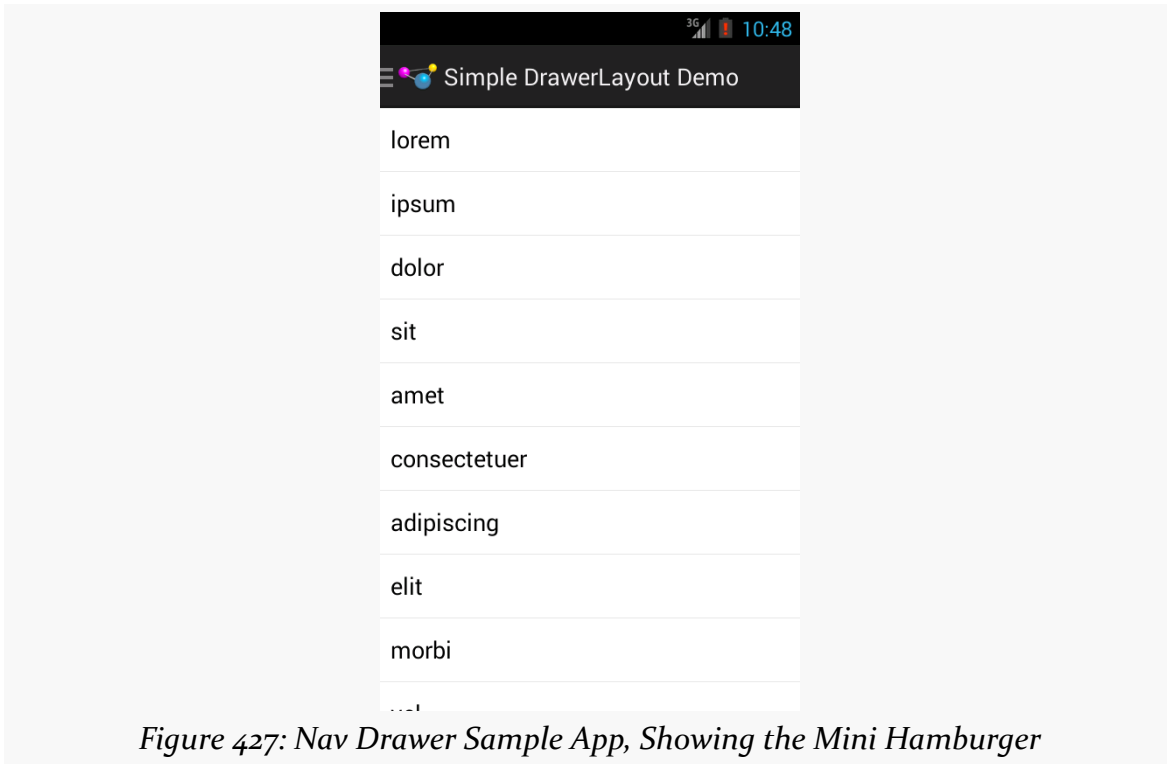 3G 10:48
Simple DrawerLayout Demo
lorem
ipsum
dolor
sit
amet
consectetuer
adipiscing
elit
morbi
Figure 427: Nav Drawer Sample App, Showing the Mini Hamburger